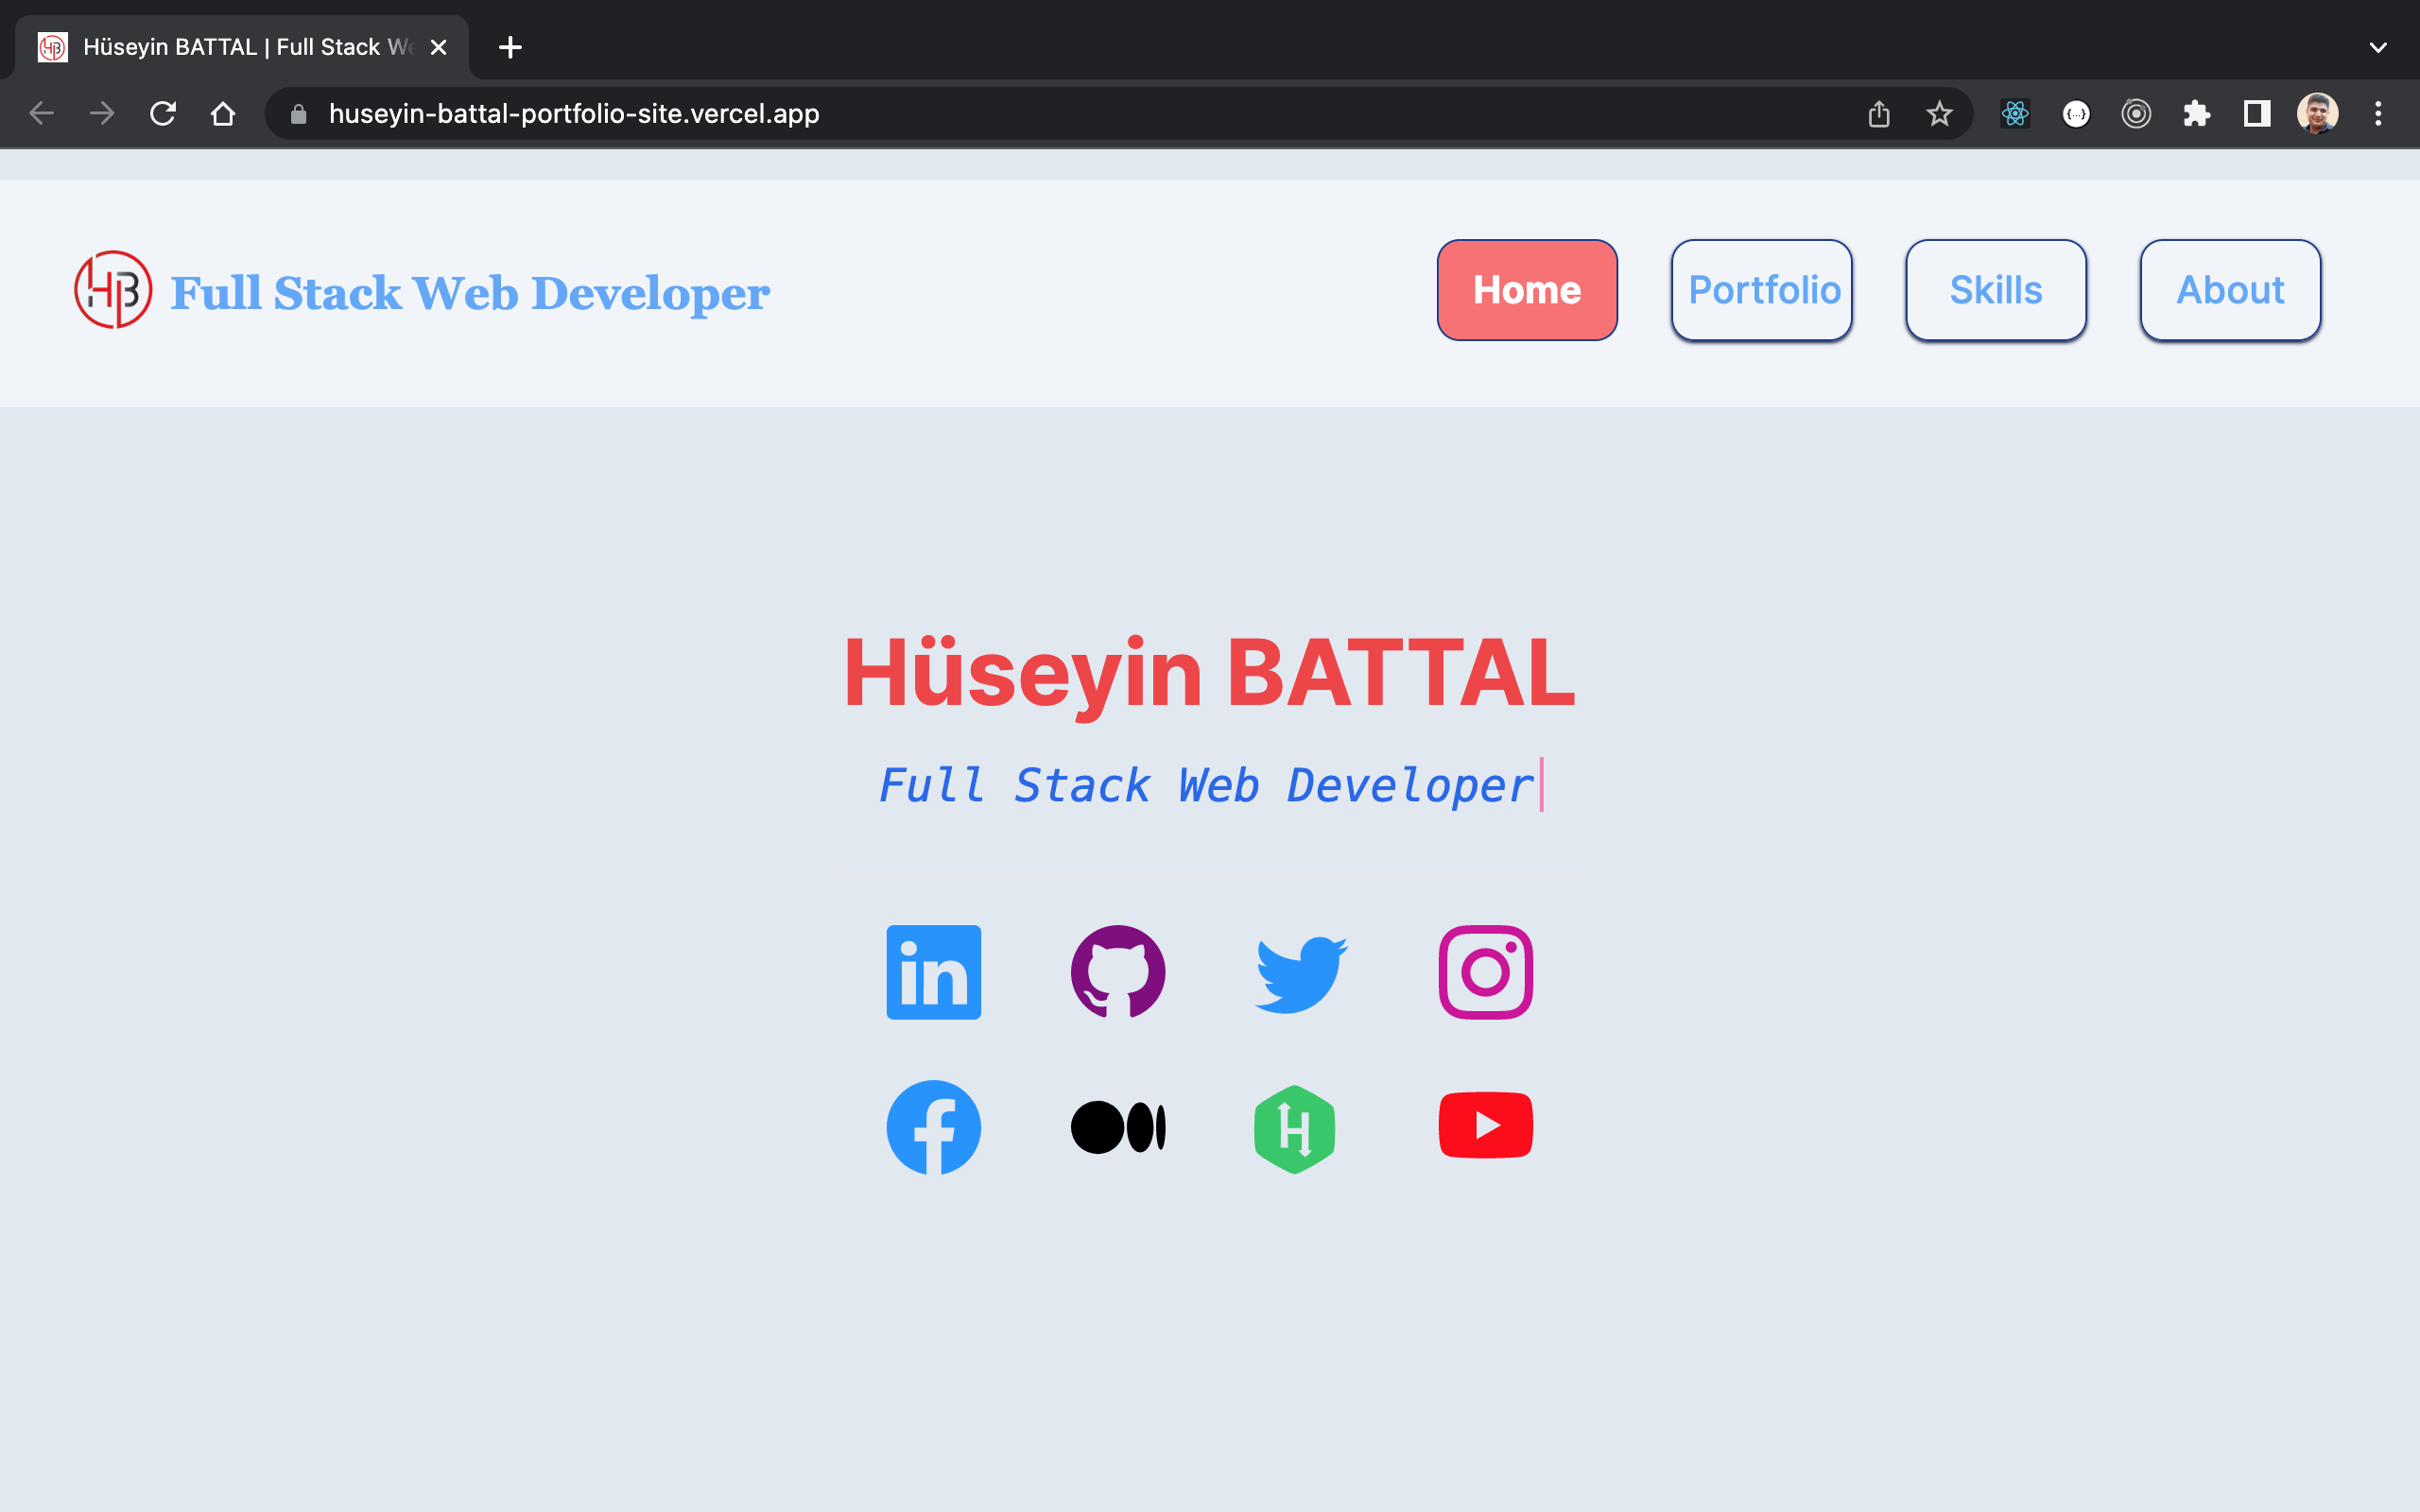 Hüseyin BATTAL | Full Stack We
huseyin-battal-portfolio-site.vercel.app
HB Full Stack Web Developer
Home Portfolio Skills About
Hüseyin BATTAL
Full Stack Web Developer
in